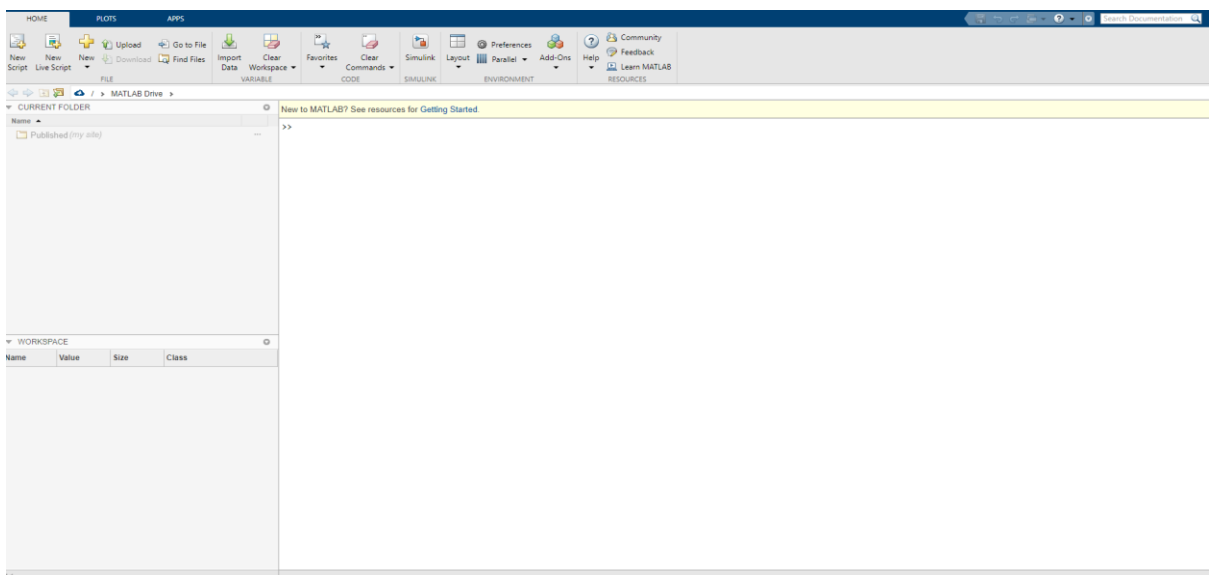 HOME PLOTS APPS
Search Documentation
New Script
New Live Script
New
Upload
Download
Go to File
Find Files
FILE
Import Data
Clear Workspace
VARIABLE
Favorites
Clear Commands
CODE
Simulink
SIMULINK
Layout
Preferences
Parallel
Add-Ons
ENVIRONMENT
Help
Community
Feedback
Learn MATLAB
RESOURCES
/ > MATLAB Drive >
CURRENT FOLDER
Name
Published (my site)
New to MATLAB? See resources for Getting Started.
>>
WORKSPACE
Name Value Size Class